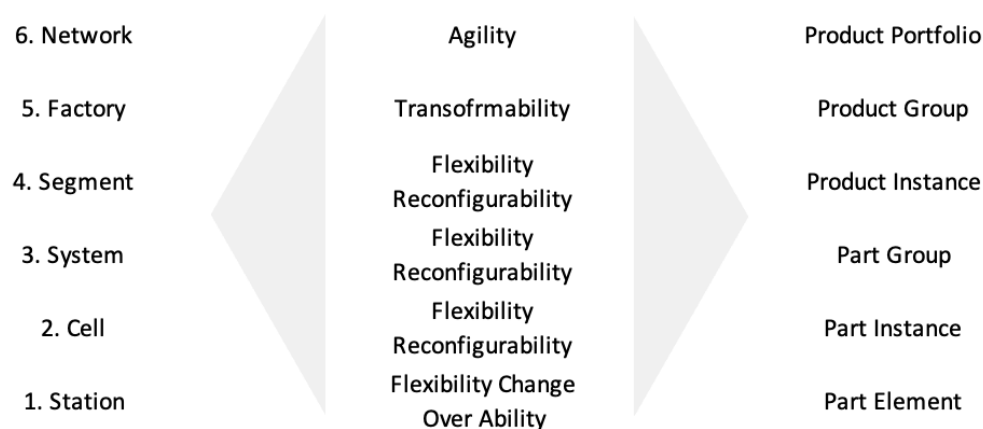 6. Network Agility Product Portfolio
5. Factory Transofrmability Product Group
Flexibility
4. Segment Product Instance
Reconfigurability
Flexibility
3. System Part Group
Reconfigurability
Flexibility
2. Cell Part Instance
Reconfigurability
Flexibility Change
1. Station Part Element
Over Ability